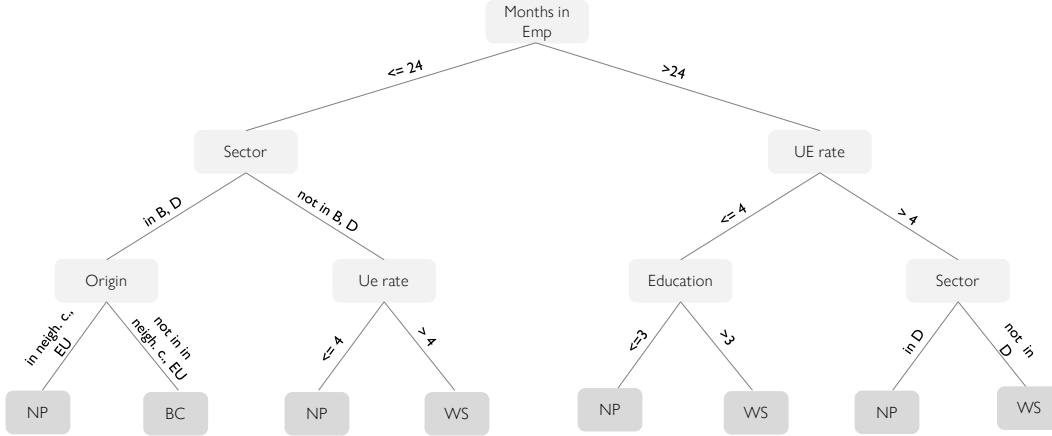 Months in
Emp
<= 24
>24
Sector
UE rate
in B, D
not in B, D
<= 4
> 4
Origin
Ue rate
Education
Sector
in neigh. c.,
EU
not in in
neigh. c., EU
<= 4
> 4
<=3
>3
in D
not in
D
NP
BC
NP
WS
NP
WS
NP
WS